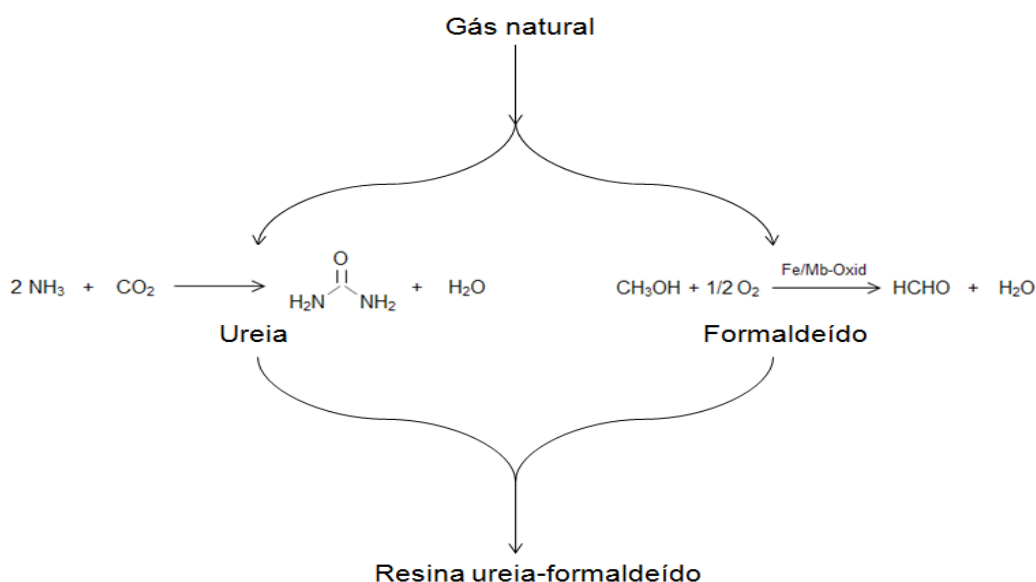 Gás natural
2 NH₃ + CO₂ O H₂N NH₂ + H₂O
Fe/Mb-Oxid
CH₃OH + 1/2 O₂ HCHO + H₂O
Ureia
Formaldeído
Resina ureia-formaldeído